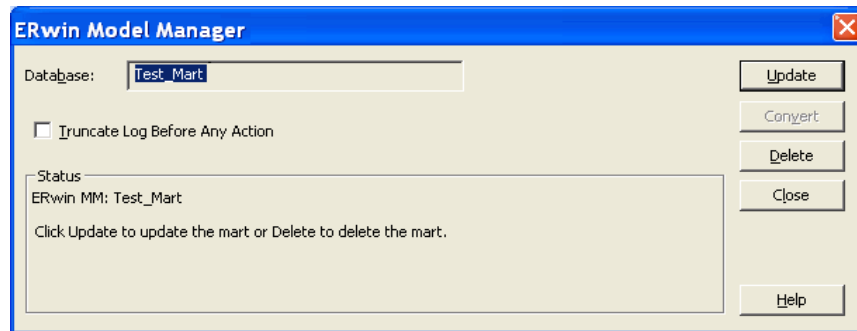 ERwin Model Manager
Database: Test_Mart
Update
Truncate Log Before Any Action
Convert
Delete
Status
ERwin MM: Test_Mart
Close
Click Update to update the mart or Delete to delete the mart.
Help